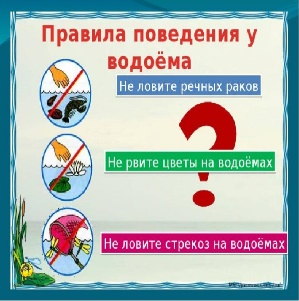 Правила поведения у
водоёма
Не ловите речных раков
?
Не рвите цветы на водоёмах
Не ловите стрекоз на водоёмах